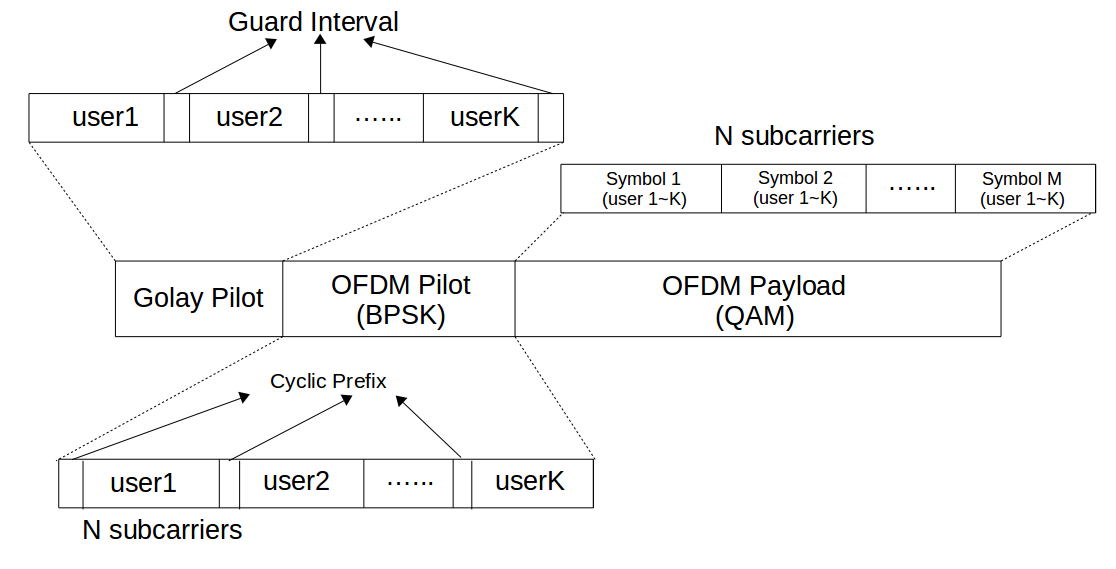 Guard Interval
user1
user2
......
userK
N subcarriers
Symbol 1
(user 1~K)
Symbol 2
(user 1~K)
......
Symbol M
(user 1~K)
Golay Pilot
OFDM Pilot
(BPSK)
OFDM Payload
(QAM)
Cyclic Prefix
user1
user2
......
userK
N subcarriers